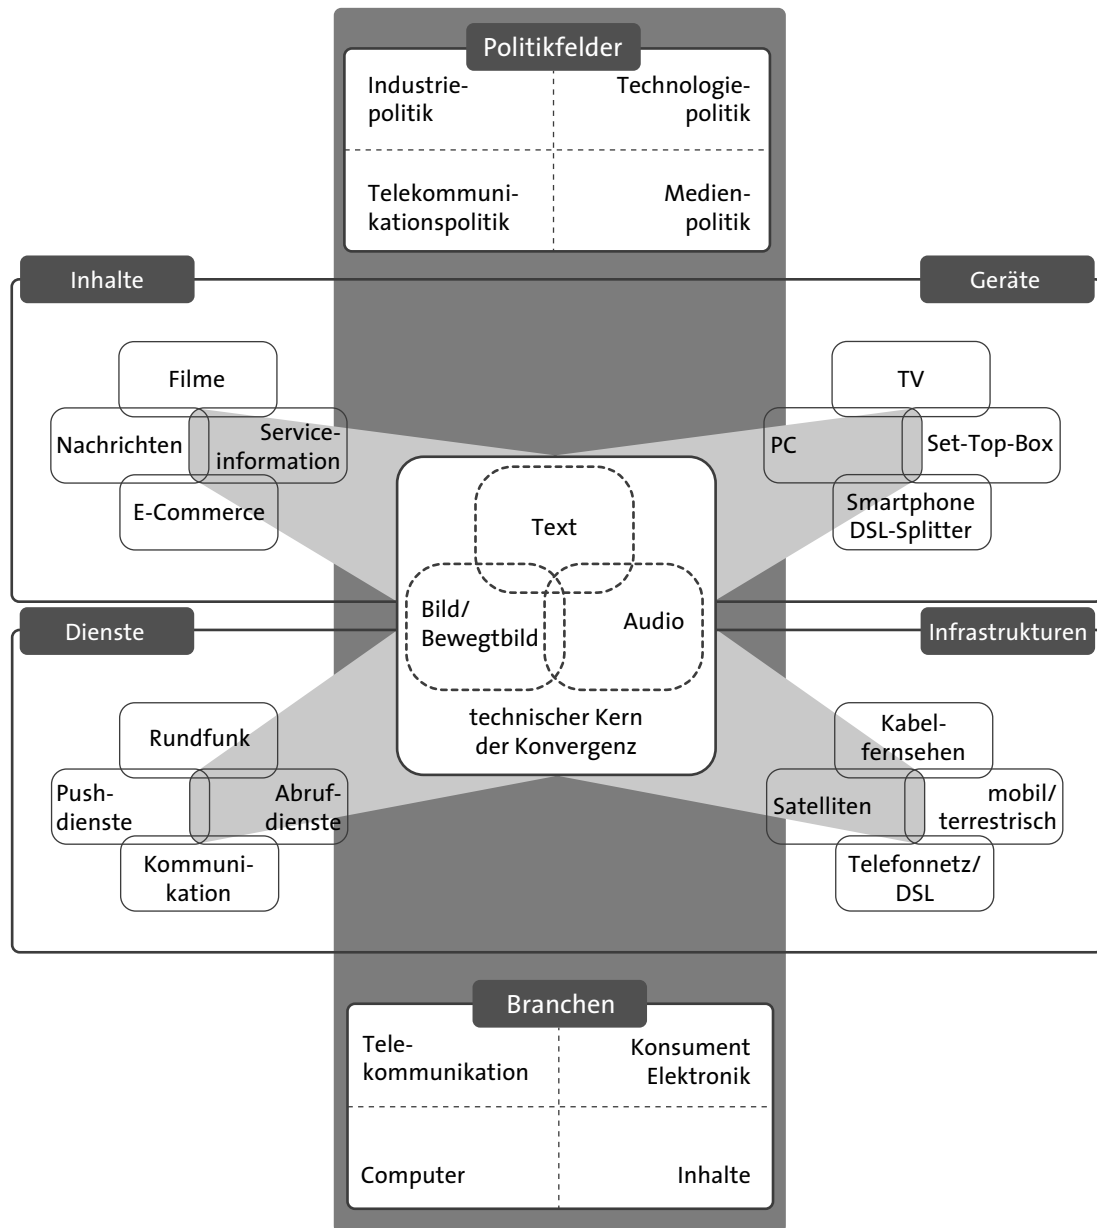 Politikfelder
Industrie-
politik
Technologie-
politik
Telekommuni-
kationspolitik
Medien-
politik
Inhalte
Filme
Nachrichten
Service-
information
E-Commerce
Geräte
TV
PC
Set-Top-Box
Smartphone
DSL-Splitter
Text
Bild/
Bewegtbild
Audio
technischer Kern
der Konvergenz
Dienste
Rundfunk
Push-
dienste
Abruf-
dienste
Kommuni-
kation
Infrastrukturen
Kabel-
fernsehen
Satelliten
mobil/
terrestrisch
Telefonnetz/
DSL
Branchen
Tele-
kommunikation
Konsument
Elektronik
Computer
Inhalte